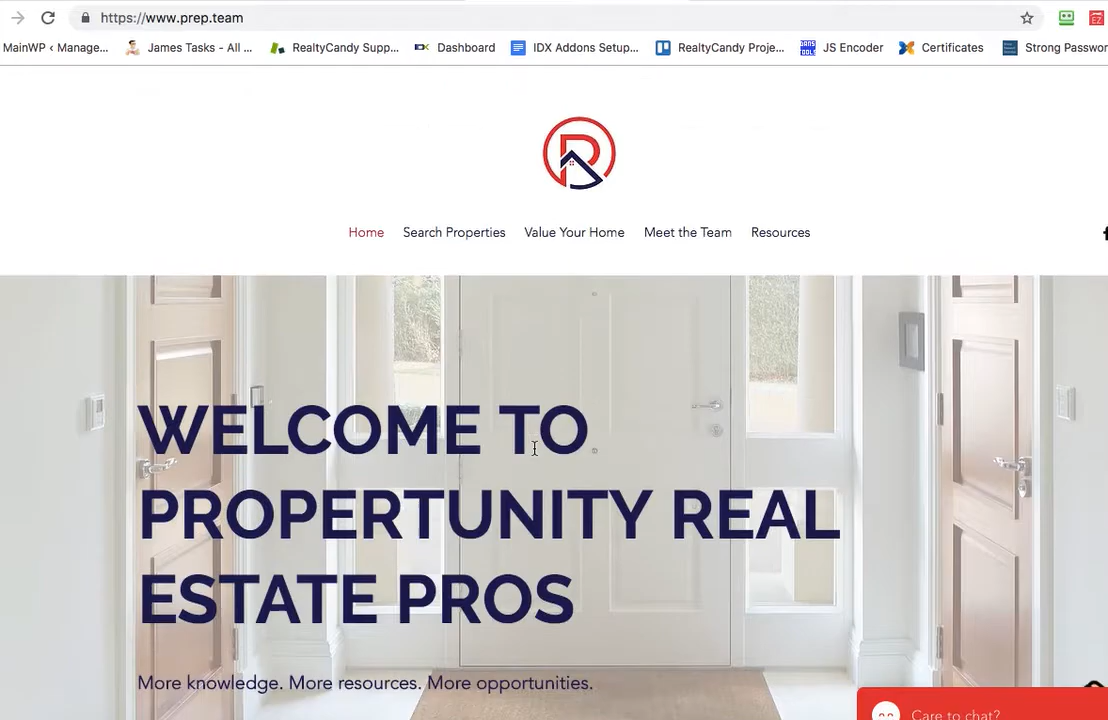 https://www.prep.team
MainWP ‹ Manage... James Tasks - All ... RealtyCandy Supp... Dashboard IDX Addons Setup... RealtyCandy Proje... JS Encoder Certificates Strong Passwor
Home Search Properties Value Your Home Meet the Team Resources
WELCOME TO
PROPERTUNITY REAL
ESTATE PROS
More knowledge. More resources. More opportunities.
Care to chat?